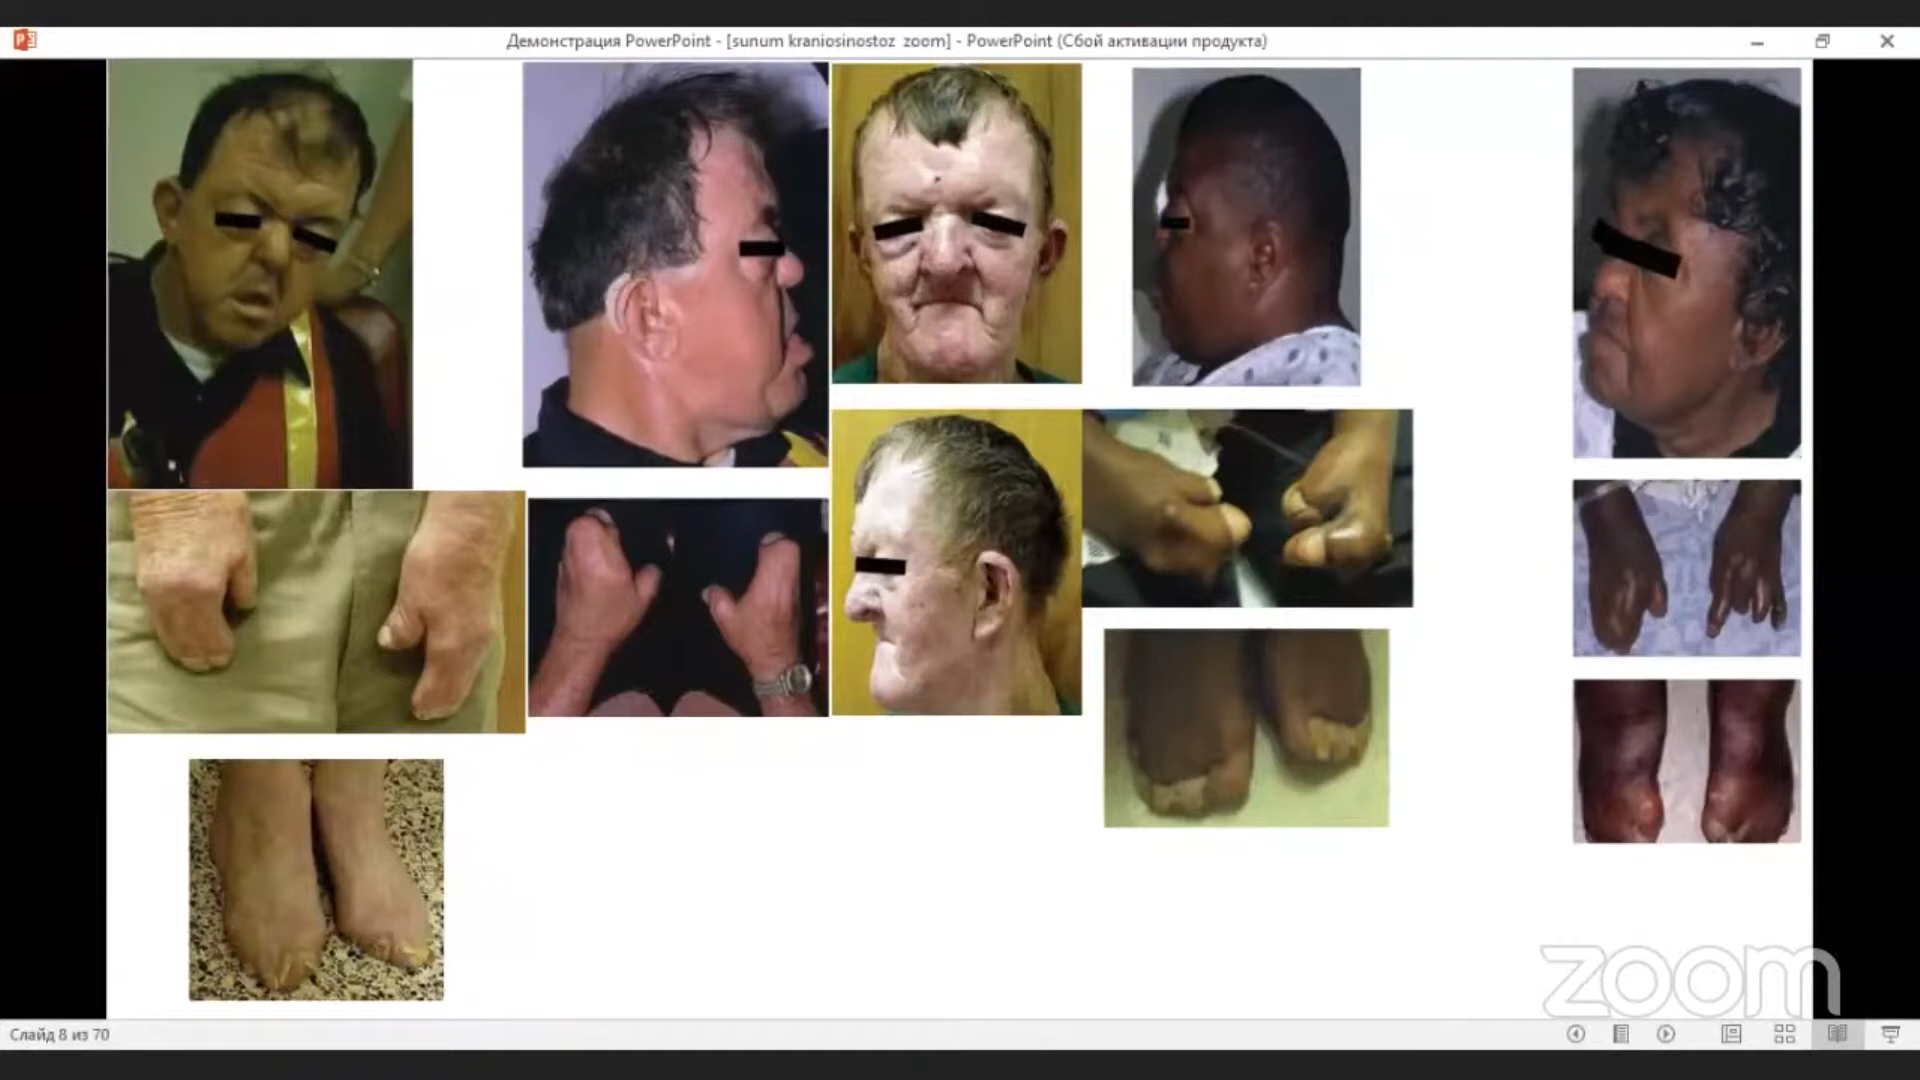 Демонстрация PowerPoint - [sunum kraniosinostoz  zoom] - PowerPoint (Сбой активации продукта)
zoom
Слайд 8 из 70